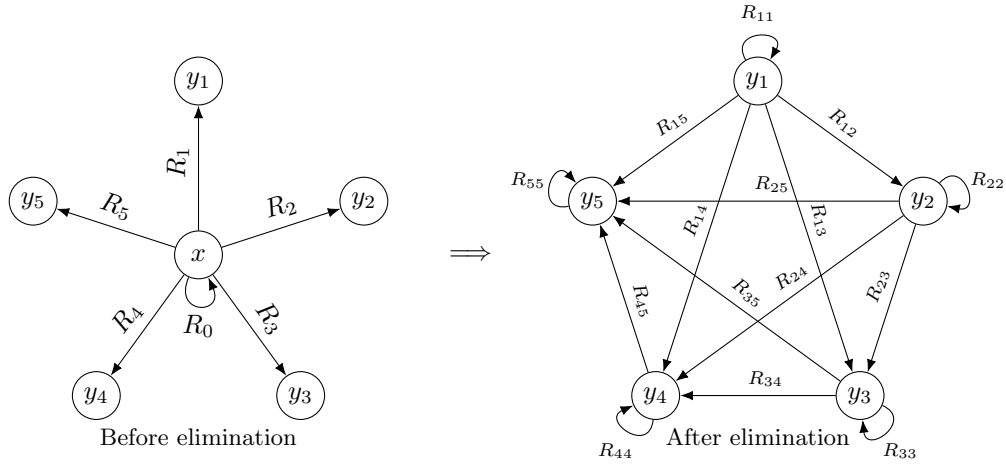 y₁
R₁
y₅
R₅
R₂
y₂
x
R₄
R₀
R₃
y₄
y₃
Before elimination
⟹
R₁₁
y₁
R₁₅
R₁₂
R₅₅
y₅
R₂₅
y₂
R₂₂
R₁₄
R₁₃
R₂₄
R₂₃
R₄₅
R₃₅
y₄
R₃₄
y₃
R₄₄
R₃₃
After elimination